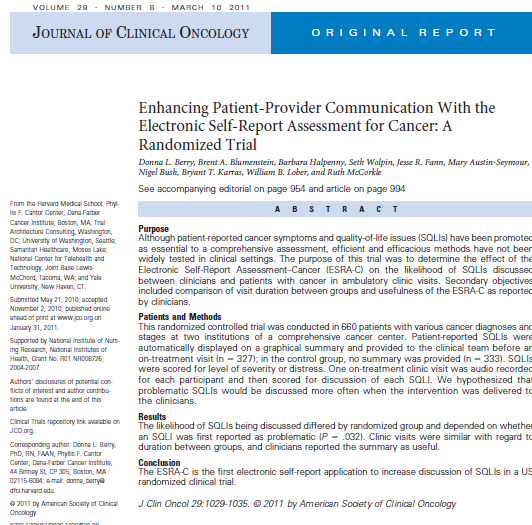 VOLUME 29 · NUMBER 8 · MARCH 10 2011
JOURNAL OF CLINICAL ONCOLOGY
ORIGINAL REPORT
Enhancing Patient-Provider Communication With the
Electronic Self-Report Assessment for Cancer: A
Randomized Trial
Donna L. Berry, Brent A. Blumenstein, Barbara Halpenny, Seth Wolpin, Jesse R. Fann, Mary Austin-Seymour,
Nigel Bush, Bryant T. Karras, William B. Lober, and Ruth McCorkle
See accompanying editorial on page 954 and article on page 994
From the Harvard Medical School; Phyl-
lis F. Cantor Center, Dana-Farber
Cancer Institute, Boston, MA; Trial
Architecture Consulting, Washington,
DC; University of Washington, Seattle;
Samaritan Healthcare, Moses Lake;
National Center for Telehealth and
Technology, Joint Base Lewis-
McChord, Tacoma, WA; and Yale
University, New Haven, CT.
Submitted May 21, 2010; accepted
November 2, 2010; published online
ahead of print at www.jco.org on
January 31, 2011.
Supported by National Institute of Nurs-
ing Research, National Institutes of
Health, Grant No. R01 NR008726;
2004-2007.
Authors' disclosures of potential con-
flicts of interest and author contribu-
tions are found at the end of this
article.
Clinical Trials repository link available on
JCO.org.
Corresponding author: Donna L. Berry,
PhD, RN, FAAN, Phyllis F. Cantor
Center, Dana-Farber Cancer Institute,
44 Binney St, CP 305, Boston, MA
02115-6084; e-mail: donna_berry@
dfci.harvard.edu.
© 2011 by American Society of Clinical
Oncology
ABSTRACT
Purpose
Although patient-reported cancer symptoms and quality-of-life issues (SQLIs) have been promoted
as essential to a comprehensive assessment, efficient and efficacious methods have not been
widely tested in clinical settings. The purpose of this trial was to determine the effect of the
Electronic Self-Report Assessment–Cancer (ESRA-C) on the likelihood of SQLIs discussed
between clinicians and patients with cancer in ambulatory clinic visits. Secondary objectives
included comparison of visit duration between groups and usefulness of the ESRA-C as reported
by clinicians.
Patients and Methods
This randomized controlled trial was conducted in 660 patients with various cancer diagnoses and
stages at two institutions of a comprehensive cancer center. Patient-reported SQLIs were
automatically displayed on a graphical summary and provided to the clinical team before an
on-treatment visit (n = 327); in the control group, no summary was provided (n = 333). SQLIs
were scored for level of severity or distress. One on-treatment clinic visit was audio recorded
for each participant and then scored for discussion of each SQLI. We hypothesized that
problematic SQLIs would be discussed more often when the intervention was delivered to
the clinicians.
Results
The likelihood of SQLIs being discussed differed by randomized group and depended on whether
an SQLI was first reported as problematic (P = .032). Clinic visits were similar with regard to
duration between groups, and clinicians reported the summary as useful.
Conclusion
The ESRA-C is the first electronic self-report application to increase discussion of SQLIs in a US
randomized clinical trial.
J Clin Oncol 29:1029-1035. © 2011 by American Society of Clinical Oncology